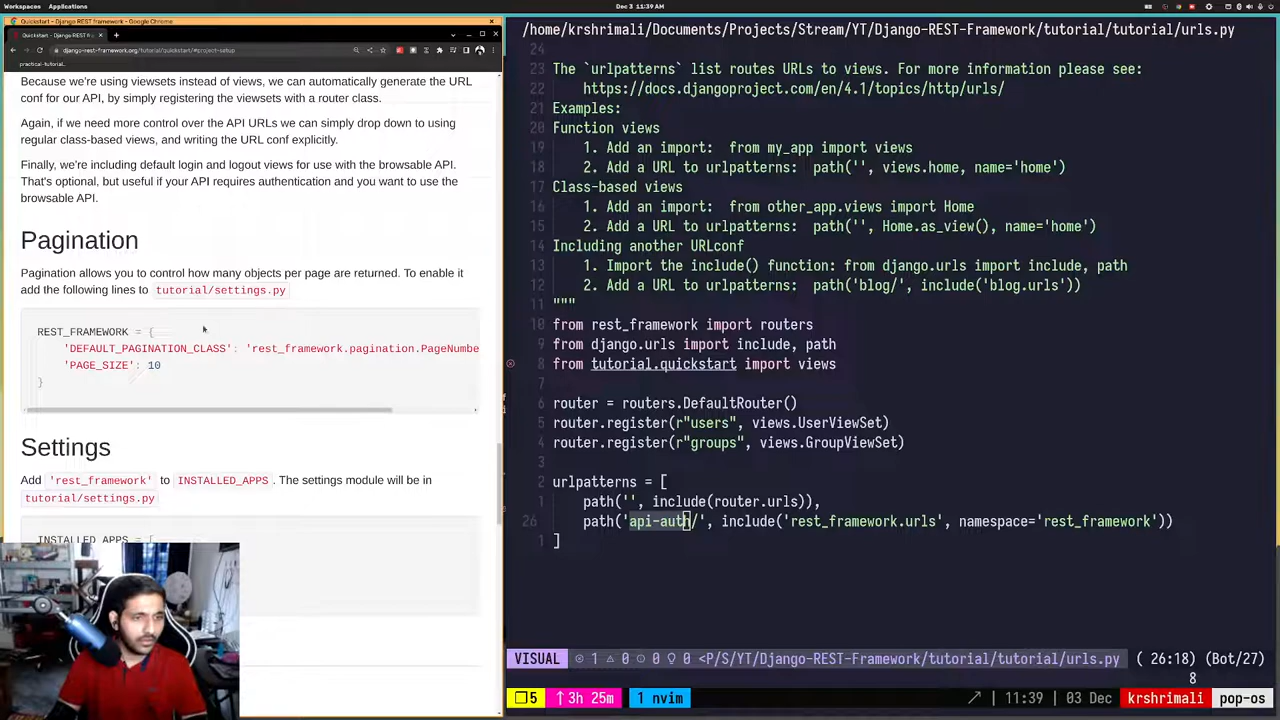 Workspaces Applications
Dec 3 11:39 AM
Quickstart - Django REST framework - Google Chrome
Quickstart - Django REST fr
django-rest-framework.org/tutorial/quickstart/#project-setup
practical-tutorial..
Because we're using viewsets instead of views, we can automatically generate the URL
conf for our API, by simply registering the viewsets with a router class.
Again, if we need more control over the API URLs we can simply drop down to using
regular class-based views, and writing the URL conf explicitly.
Finally, we're including default login and logout views for use with the browsable API.
That's optional, but useful if your API requires authentication and you want to use the
browsable API.
Pagination
Pagination allows you to control how many objects per page are returned. To enable it
add the following lines to tutorial/settings.py
REST_FRAMEWORK = {
'DEFAULT_PAGINATION_CLASS': 'rest_framework.pagination.PageNumbe
'PAGE_SIZE': 10
}
Settings
Add 'rest_framework' to INSTALLED_APPS. The settings module will be in
tutorial/settings.py
INSTALLED_APPS = [
/home/krshrimali/Documents/Projects/Stream/YT/Django-REST-Framework/tutorial/tutorial/urls.py
24
23 The `urlpatterns` list routes URLs to views. For more information please see:
22 https://docs.djangoproject.com/en/4.1/topics/http/urls/
21 Examples:
20 Function views
19 1. Add an import: from my_app import views
18 2. Add a URL to urlpatterns: path('', views.home, name='home')
17 Class-based views
16 1. Add an import: from other_app.views import Home
15 2. Add a URL to urlpatterns: path('', Home.as_view(), name='home')
14 Including another URLconf
13 1. Import the include() function: from django.urls import include, path
12 2. Add a URL to urlpatterns: path('blog/', include('blog.urls'))
11 """
10 from rest_framework import routers
9 from django.urls import include, path
8 from tutorial.quickstart import views
7
6 router = routers.DefaultRouter()
5 router.register(r"users", views.UserViewSet)
4 router.register(r"groups", views.GroupViewSet)
3
2 urlpatterns = [
1 path('', include(router.urls)),
26 path('api-auth/', include('rest_framework.urls', namespace='rest_framework'))
1 ]
VISUAL 1 0 0 0 <P/S/YT/Django-REST-Framework/tutorial/tutorial/urls.py ( 26:18) (Bot/27)
8
5 ↑ 3h 25m 1 nvim ↗ | 11:39 | 03 Dec krshrimali pop-os